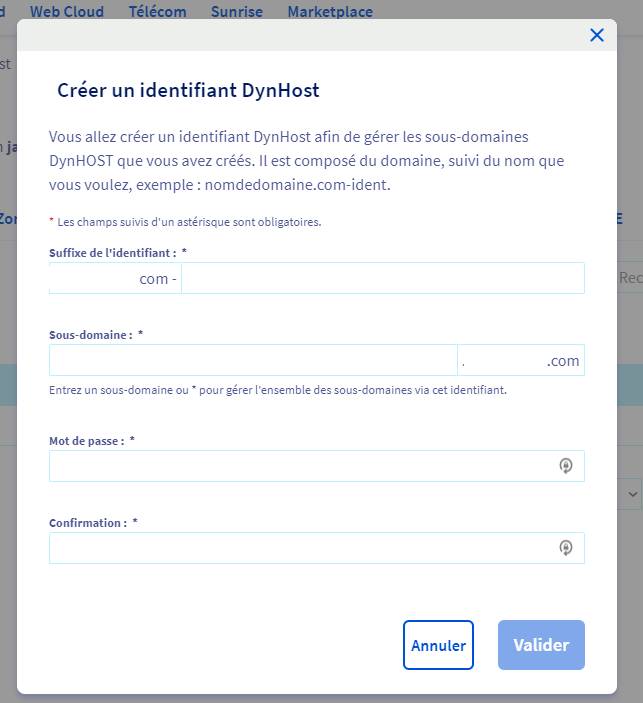 d Web Cloud Télécom Sunrise Marketplace
st
Créer un identifiant DynHost
Vous allez créer un identifiant DynHost afin de gérer les sous-domaines
DynHOST que vous avez créés. Il est composé du domaine, suivi du nom que
vous voulez, exemple : nomdedomaine.com-ident.
n ja
* Les champs suivis d'un astérisque sont obligatoires.
Zor
E
Suffixe de l'identifiant : *
com -
Rec
Sous-domaine : *
. .com
Entrez un sous-domaine ou * pour gérer l'ensemble des sous-domaines via cet identifiant.
Mot de passe : *
Confirmation : *
Annuler Valider